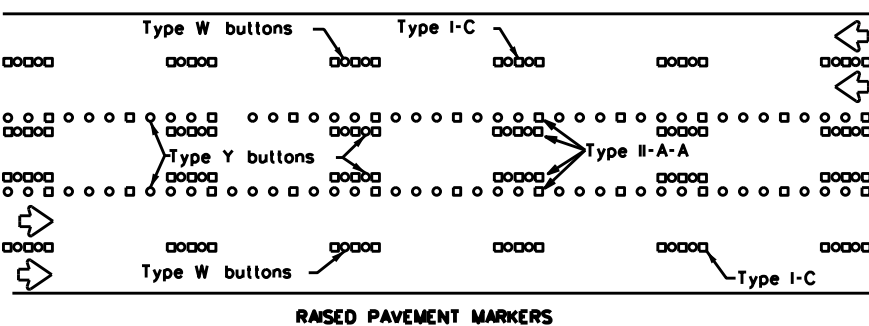 Type W buttons
Type I-C
Type Y buttons
Type II-A-A
Type W buttons
Type I-C
RAISED PAVEMENT MARKERS